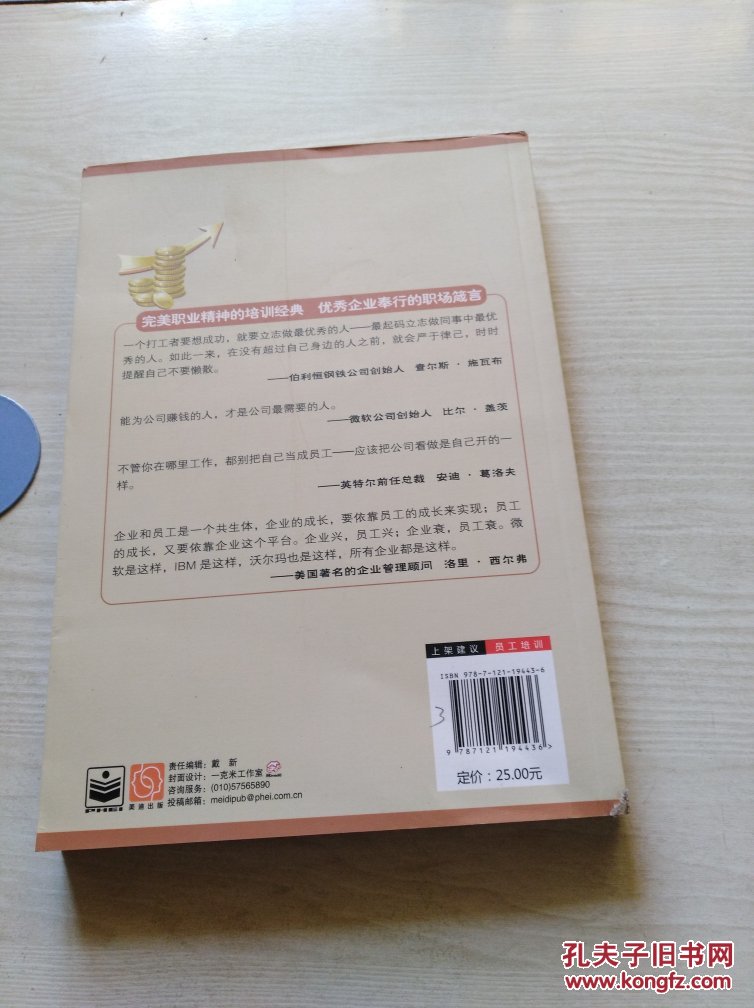 完美职业精神的培训经典 优秀企业奉行的职场箴言
一个打工者要想成功，就要立志做最优秀的人——最起码立志做同事中最优
秀的人。如此一来，在没有超过自己身边的人之前，就会严于律己，时时
提醒自己不要懒散。
——伯利恒钢铁公司创始人 查尔斯·施瓦布
能为公司赚钱的人，才是公司最需要的人。
——微软公司创始人 比尔·盖茨
不管你在哪里工作，都别把自己当成员工——应该把公司看做是自己开的一
样。
——英特尔前任总裁 安迪·葛洛夫
企业和员工是一个共生体，企业的成长，要依靠员工的成长来实现；员工
的成长，又要依靠企业这个平台。企业兴，员工兴；企业衰，员工衰。微
软是这样，IBM是这样，沃尔玛也是这样，所有企业都是这样。
——美国著名的企业管理顾问 洛里·西尔弗
上架建议 员工培训
ISBN 978-7-121-19443-6
9 787121 194436>
定价：25.00元
3
美迪出版
责任编辑：戴 新
封面设计：一克米工作室
咨询服务：(010)57565890
投稿邮箱：meidipub@phei.com.cn
孔夫子旧书网
www.kongfz.com